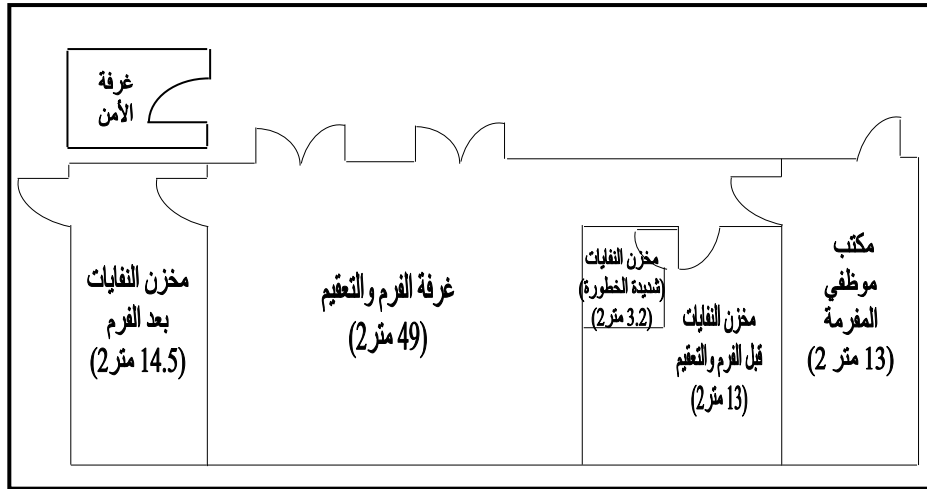 غرفة
الأمن
مكتب
موظفي
المفرمة
(13 متر 2)
مخزن النفايات
(شديدة الخطورة)
(3.2 متر2)
مخزن النفايات
قبل الفرم والتعقيم
(13 متر2)
غرفة الفرم والتعقيم
(49 متر2)
مخزن النفايات
بعد الفرم
(14.5 متر2)